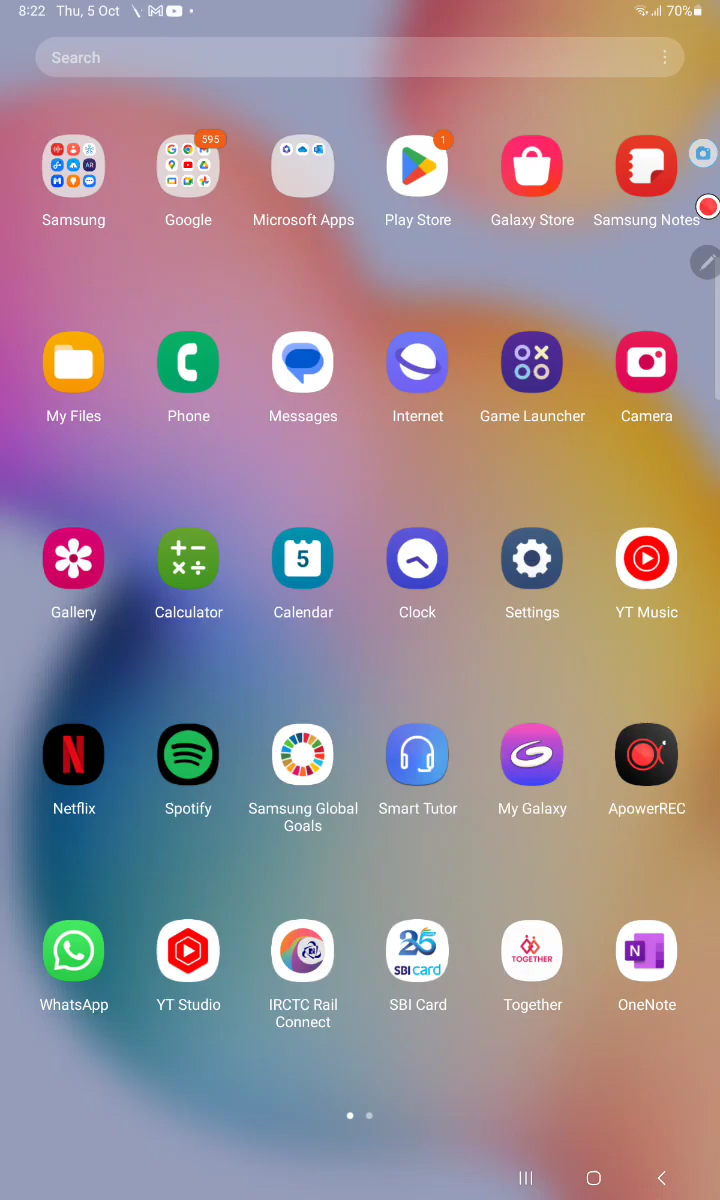 8:22 Thu, 5 Oct
70%
Search
595
1
Samsung
Google
Microsoft Apps
Play Store
Galaxy Store
Samsung Notes
My Files
Phone
Messages
Internet
Game Launcher
Camera
5
Gallery
Calculator
Calendar
Clock
Settings
YT Music
N
Netflix
Spotify
Samsung Global
Goals
Smart Tutor
My Galaxy
ApowerREC
25
SBI card
TOGETHER
N
WhatsApp
YT Studio
IRCTC Rail
Connect
SBI Card
Together
OneNote